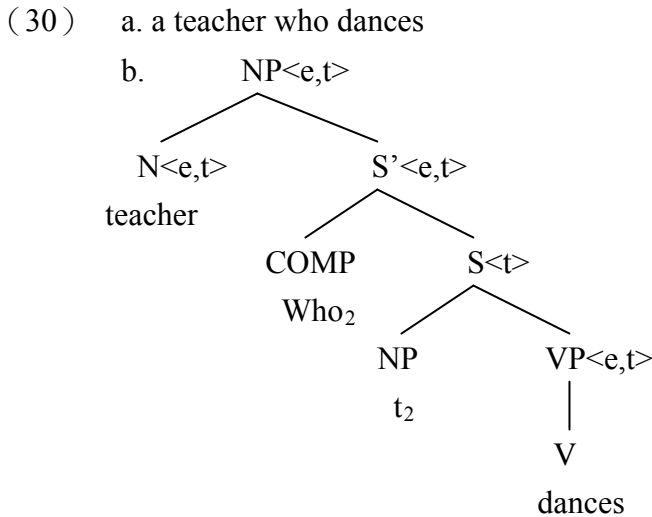 （30） a. a teacher who dances
b. NP<e,t>
N<e,t> S’<e,t>
teacher
COMP S<t>
Who₂
NP VP<e,t>
t₂
V
dances